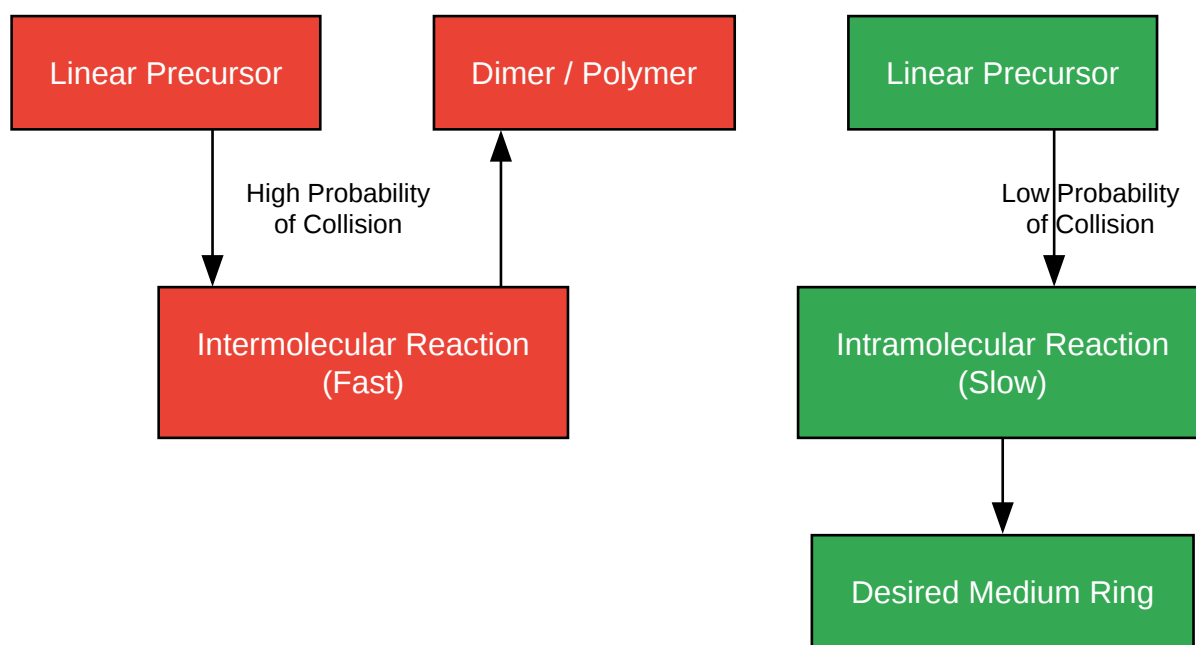 Linear Precursor
Dimer / Polymer
Linear Precursor
High Probability
of Collision
Low Probability
of Collision
Intermolecular Reaction
(Fast)
Intramolecular Reaction
(Slow)
Desired Medium Ring